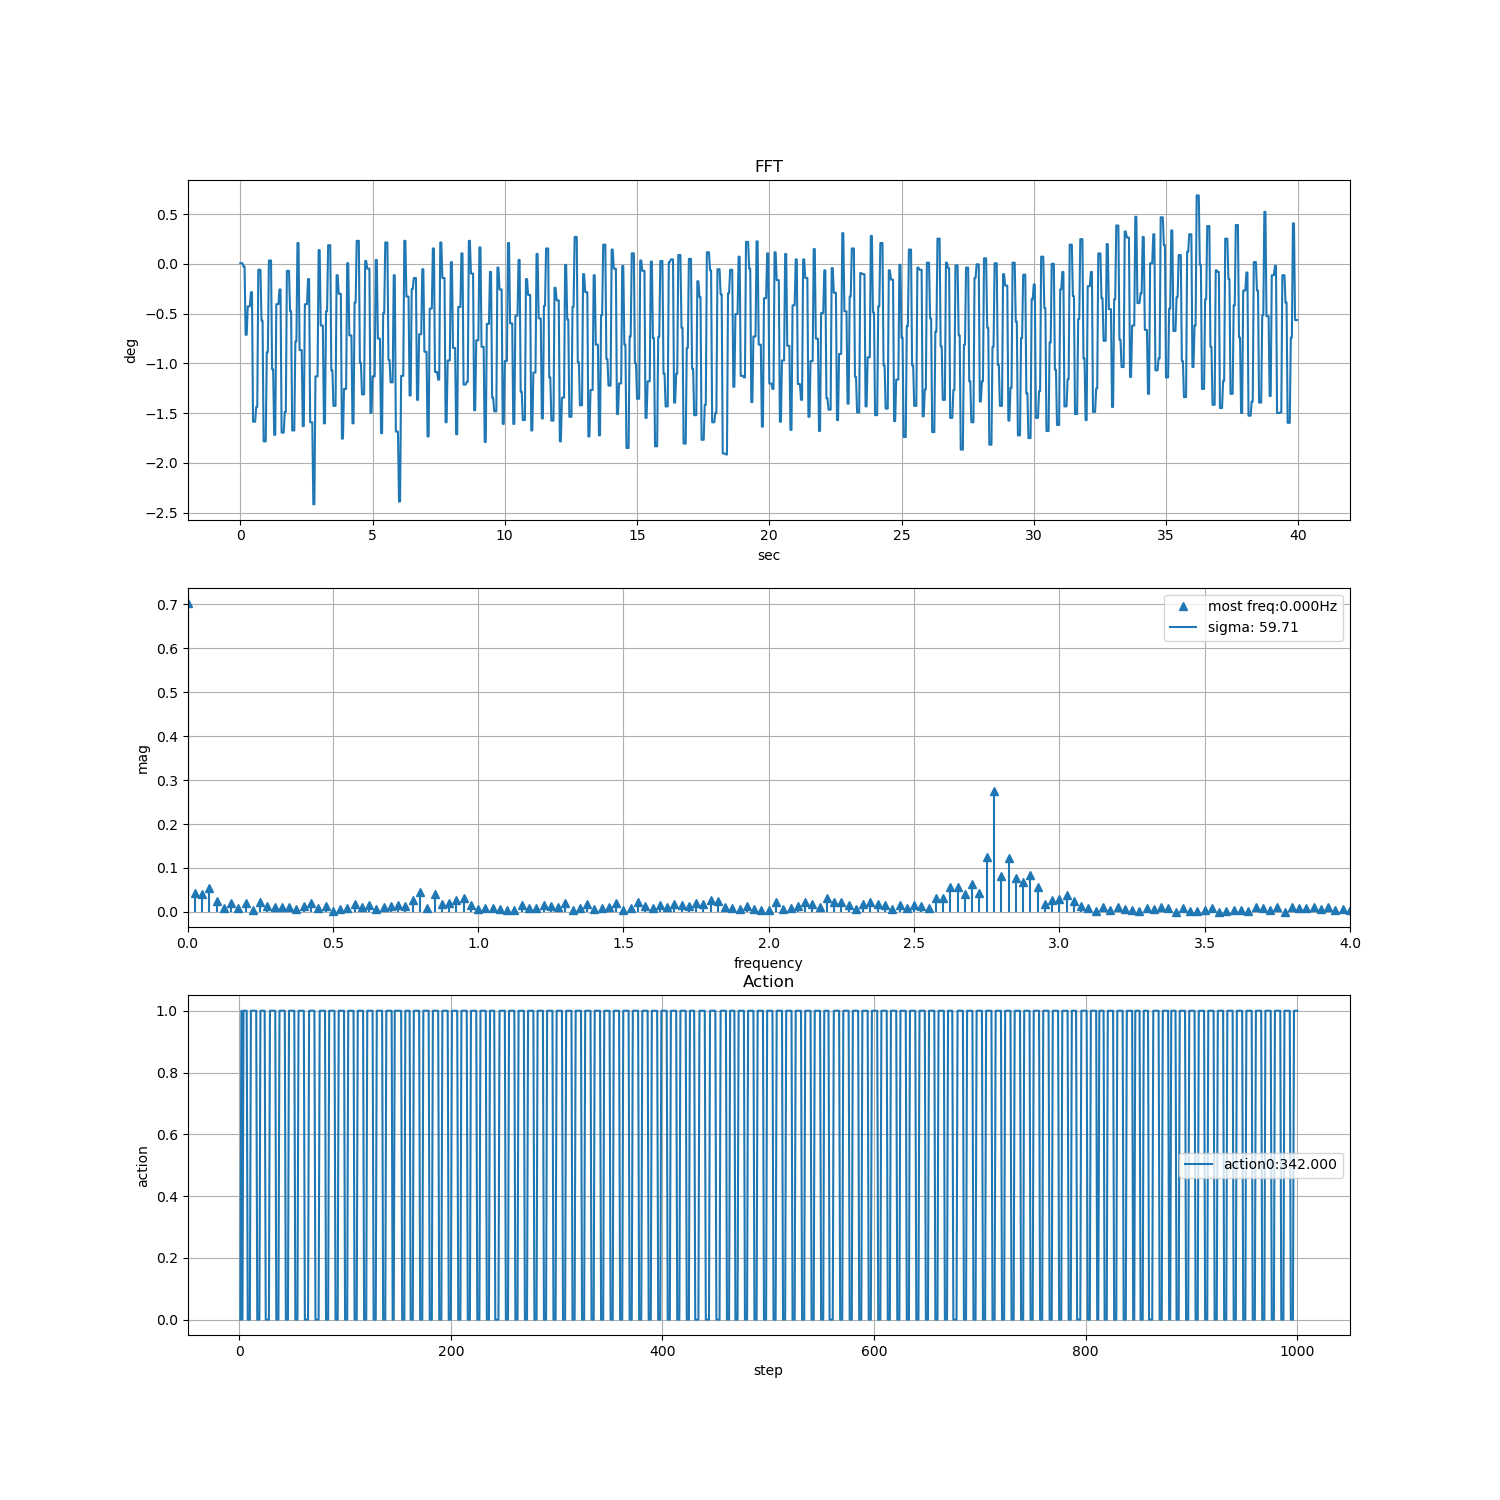 FFT
0.5
0.0
−0.5
−1.0
−1.5
−2.0
−2.5
deg
0 5 10 15 20 25 30 35 40
sec
0.7
0.6
0.5
0.4
0.3
0.2
0.1
0.0
mag
most freq:0.000Hz
sigma: 59.71
0.0 0.5 1.0 1.5 2.0 2.5 3.0 3.5 4.0
frequency
Action
1.0
0.8
0.6
0.4
0.2
0.0
action
action0:342.000
0 200 400 600 800 1000
step